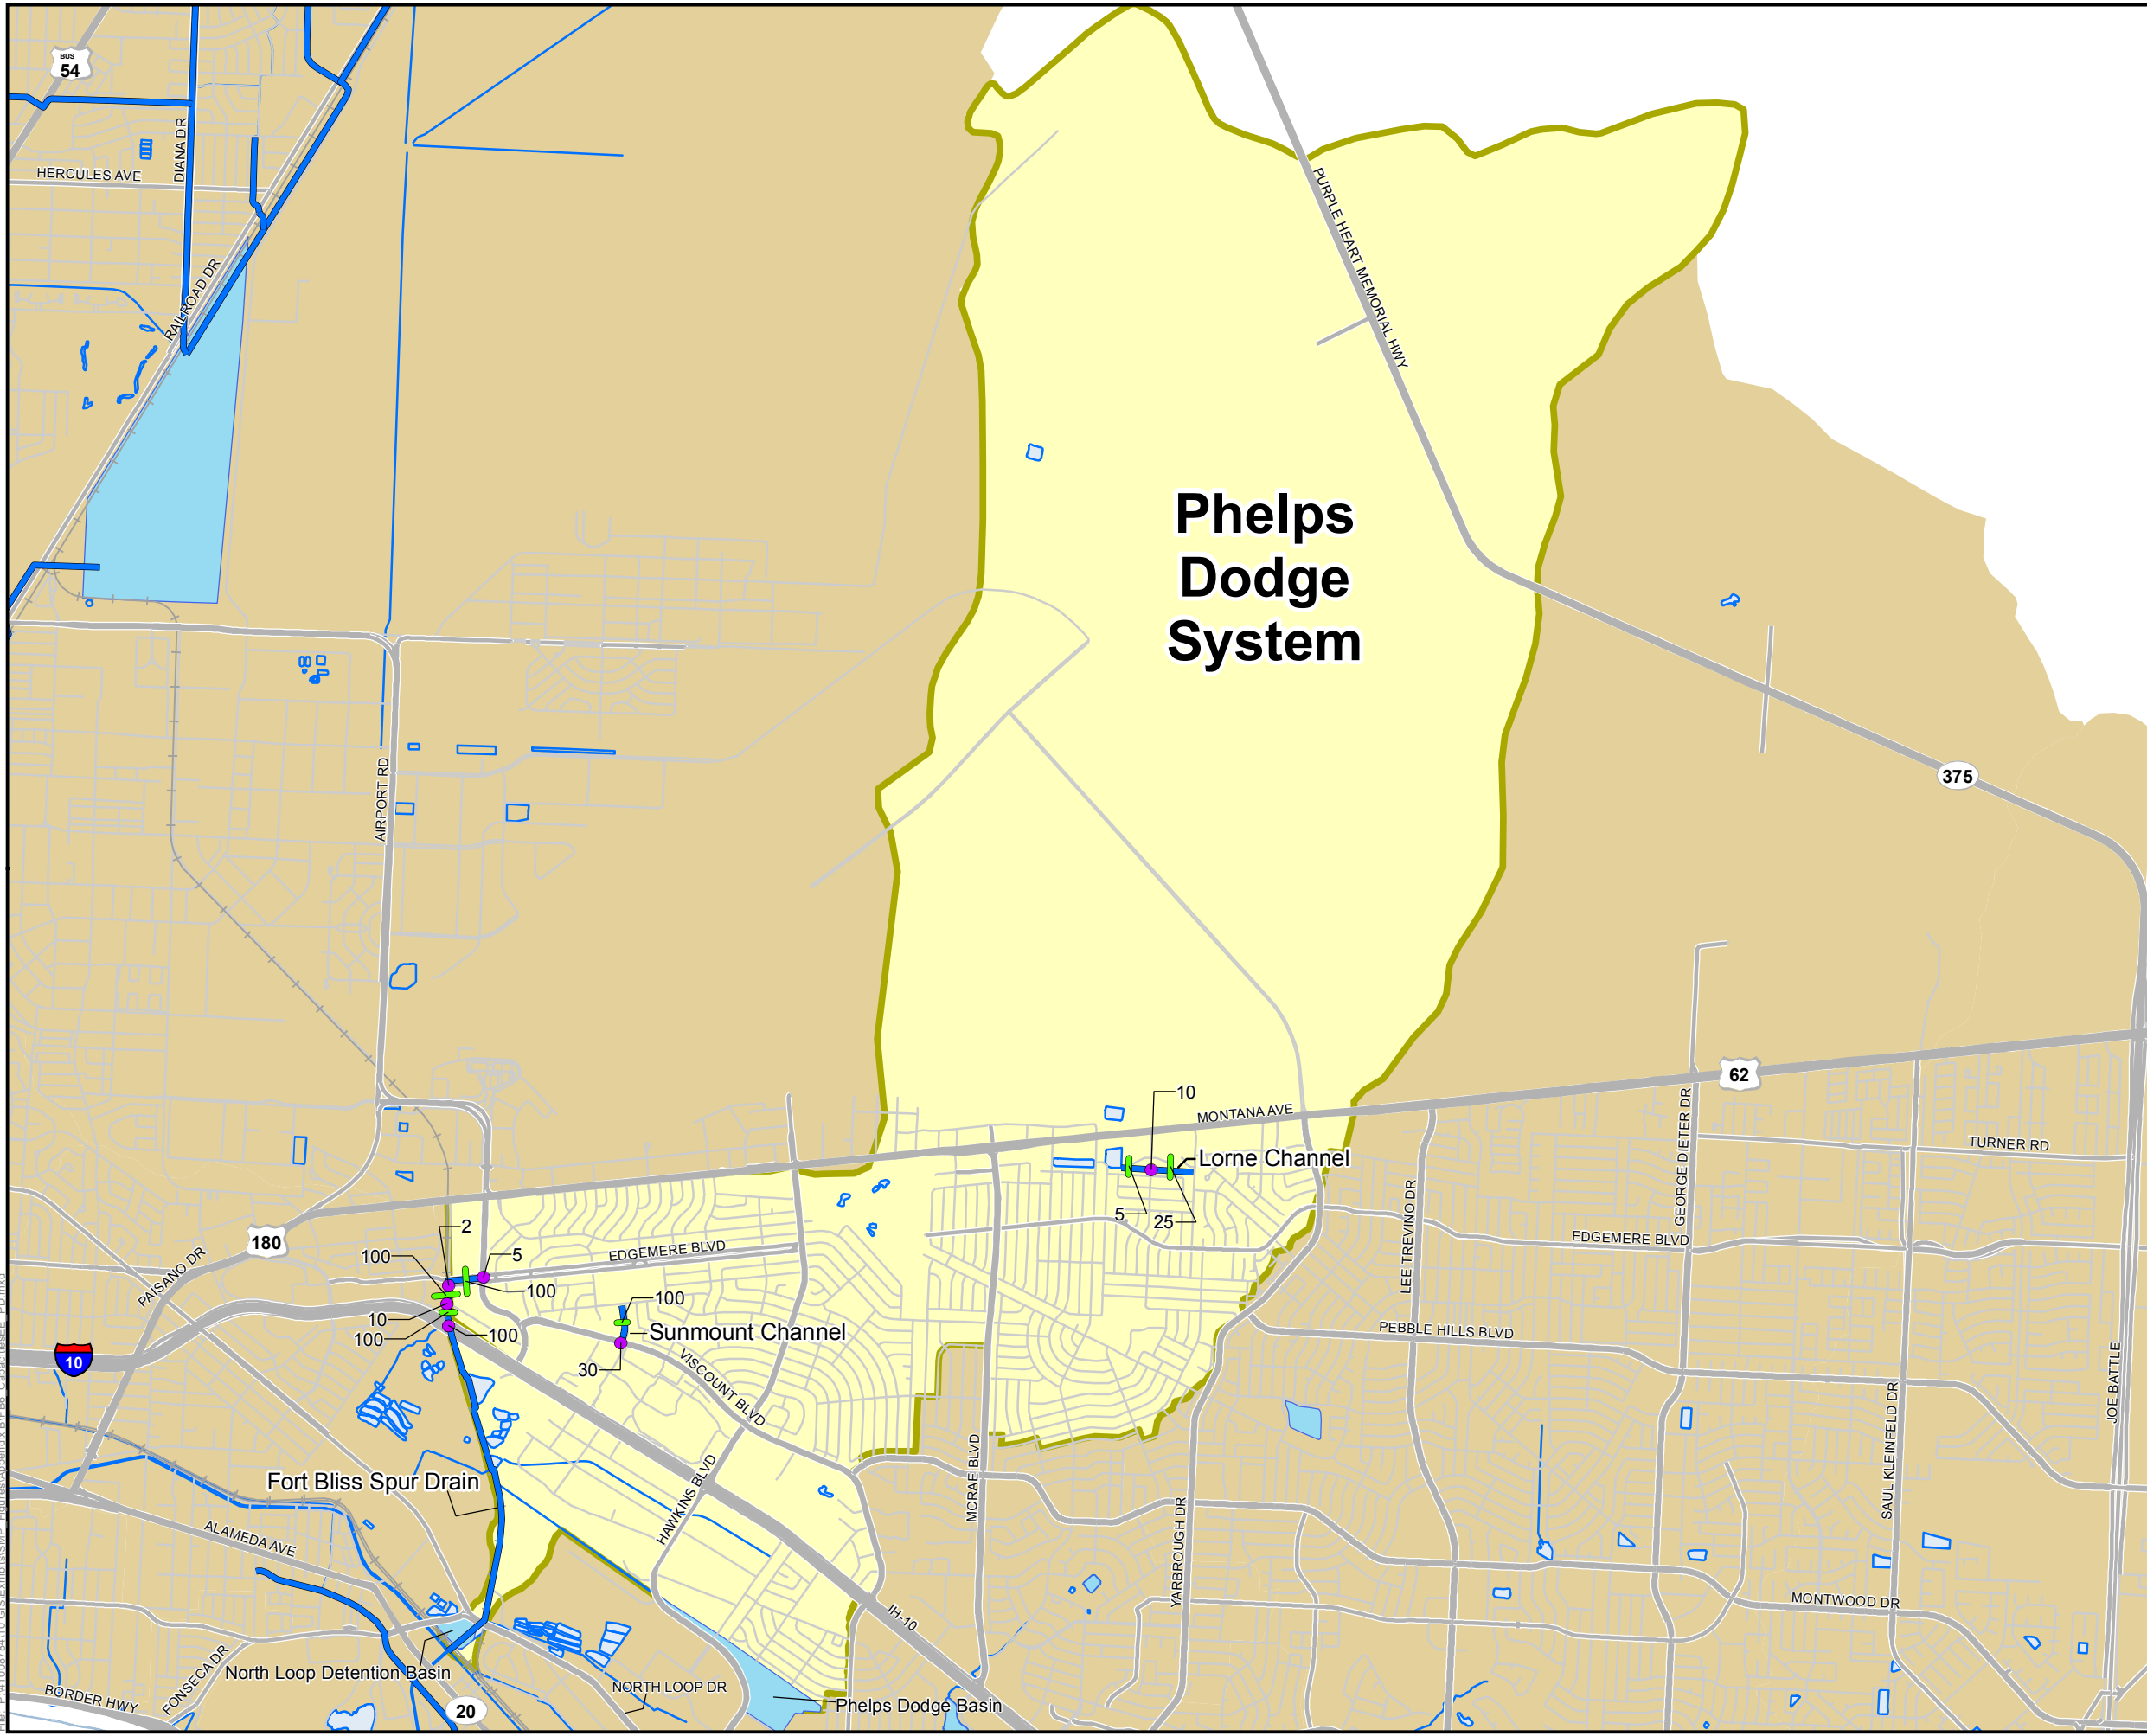 BUS
54
DIANA DR
HERCULES AVE
RAILROAD DR
PURPLE HEART MEMORIAL HWY
Phelps
Dodge
System
375
AIRPORT RD
62
10
MONTANA AVE
Lorne Channel
5
25
TURNER RD
GEORGE DIETER DR
LEE TREVINO DR
EDGEMERE BLVD
180
PAISANO DR
2
100
5
EDGEMERE BLVD
100
10
100
100
100
Sunmount Channel
30
VISCOUNT BLVD
PEBBLE HILLS BLVD
10
JOE BATTLE
SAUL KLEINFELD DR
MCRAE BLVD
HAWKINS BLVD
Fort Bliss Spur Drain
YARBROUGH DR
ALAMEDA AVE
MONTWOOD DR
IH-10
FONSECA DR
North Loop Detention Basin
NORTH LOOP DR
BORDER HWY
20
Phelps Dodge Basin